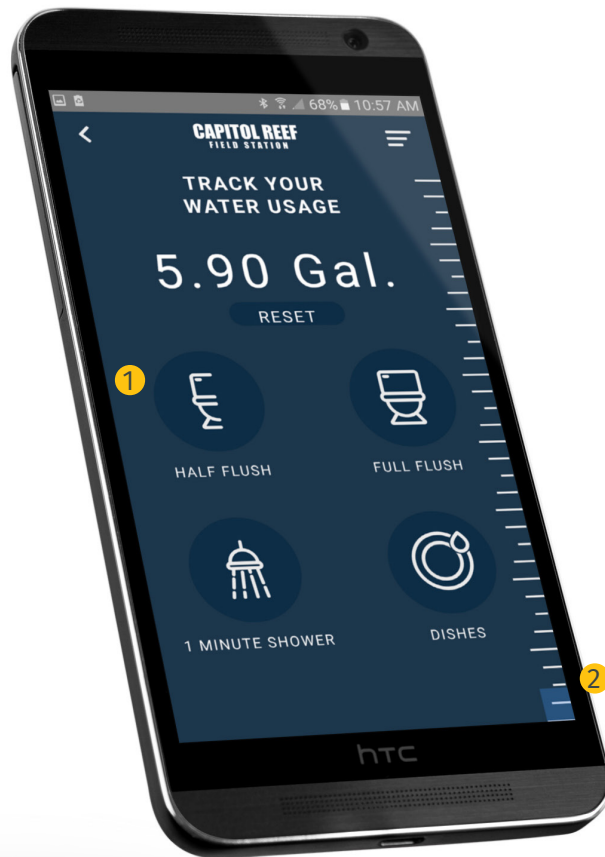 68% 10:57 AM
CAPITOL REEF
FIELD STATION
TRACK YOUR
WATER USAGE
5.90 Gal.
RESET
1
HALF FLUSH
FULL FLUSH
1 MINUTE SHOWER
DISHES
2
hTC